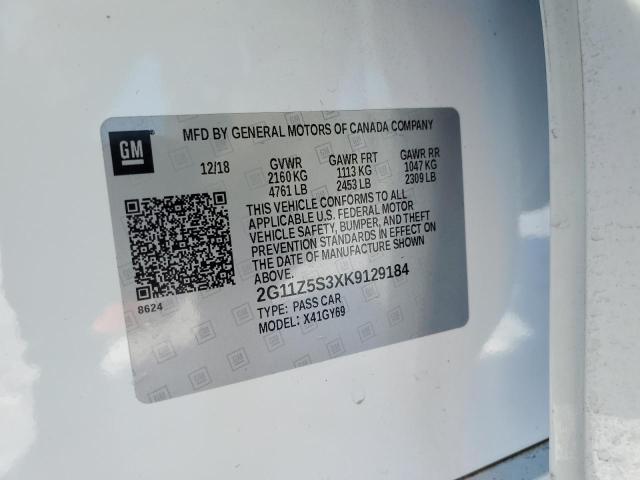 GM
MFD BY GENERAL MOTORS OF CANADA COMPANY
12/18 GVWR GAWR FRT GAWR RR
2160 KG 1113 KG 1047 KG
4761 LB 2453 LB 2309 LB
THIS VEHICLE CONFORMS TO ALL
APPLICABLE U.S. FEDERAL MOTOR
VEHICLE SAFETY, BUMPER, AND THEFT
PREVENTION STANDARDS IN EFFECT ON
THE DATE OF MANUFACTURE SHOWN
ABOVE.
8624
2G11Z5S3XK9129184
TYPE: PASS CAR
MODEL: X41GY69